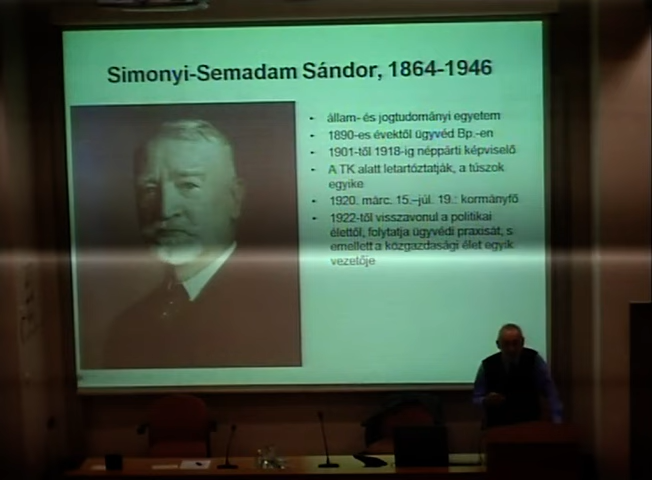 Simonyi-Semadam Sándor, 1864-1946
• állam- és jogtudományi egyetem
• 1890-es évektől ügyvéd Bp.-en
• 1901-től 1918-ig néppárti képviselő
• A TK alatt letartóztatják, a túszok
egyike
• 1920. márc. 15.–júl. 19.: kormányfő
• 1922-től visszavonul a politikai
élettől, folytatja ügyvédi praxisát, s
emellett a közgazdasági élet egyik
vezetője